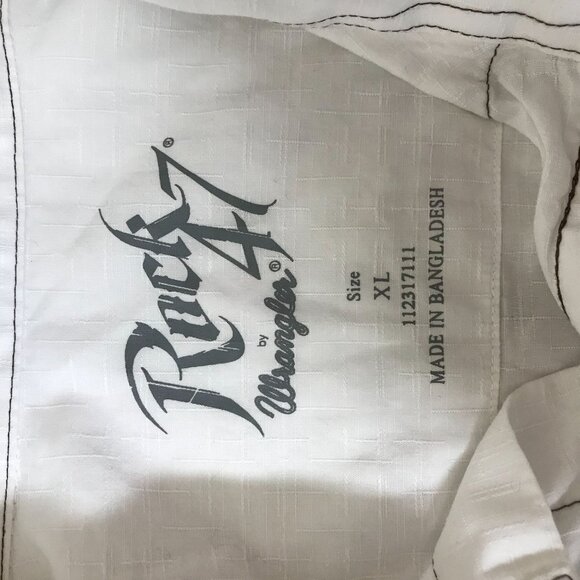 Rock 47®
by
Wrangler®
Size
XL
112317111
MADE IN BANGLADESH